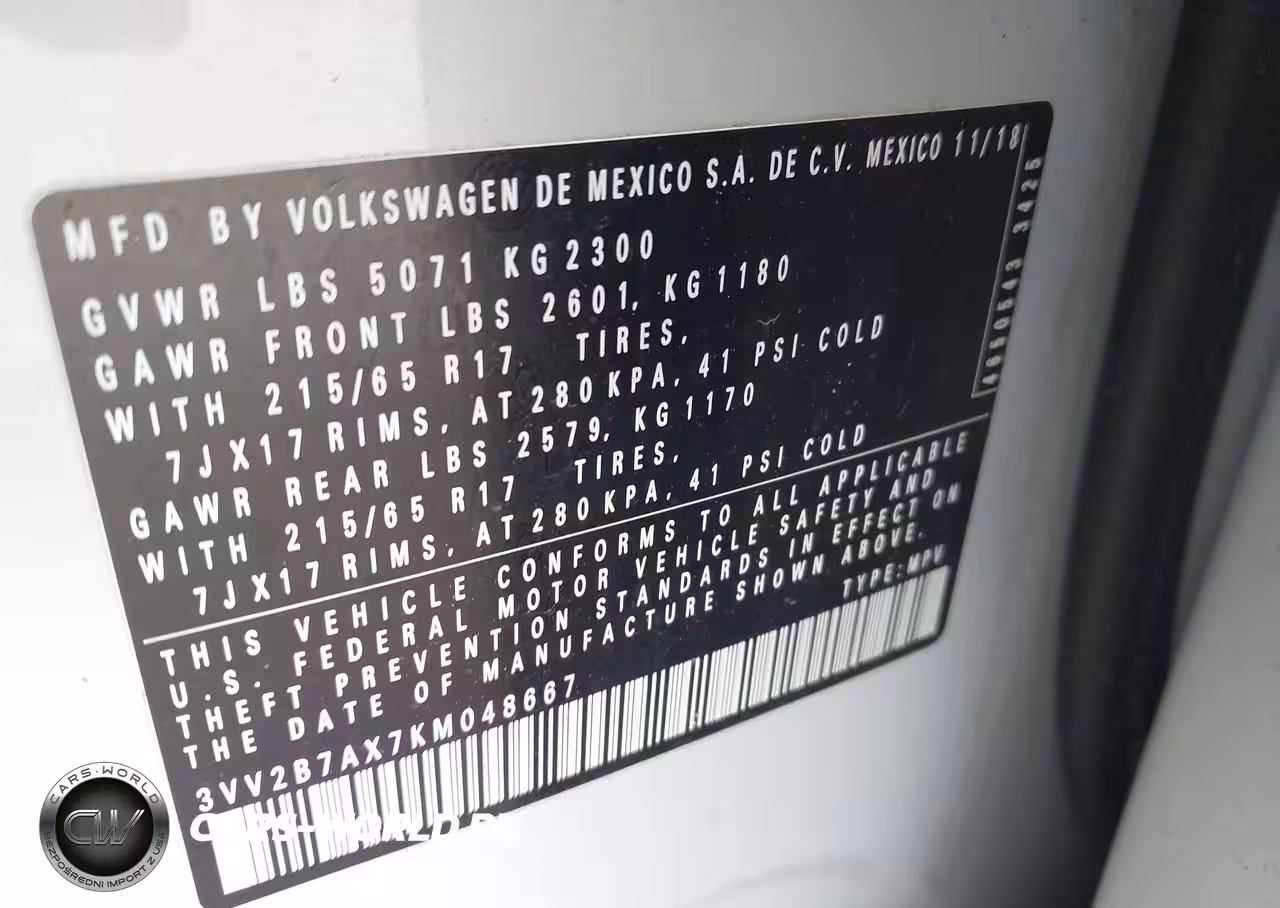 MFD BY VOLKSWAGEN DE MEXICO S.A. DE C.V. MEXICO 11/18
GVWR LBS 5071 KG 2300
GAWR FRONT LBS 2601, KG 1180
WITH 215/65 R17 TIRES,
7JX17 RIMS, AT 280 KPA, 41 PSI COLD
GAWR REAR LBS 2579, KG 1170
WITH 215/65 R17 TIRES,
7JX17 RIMS, AT 280 KPA, 41 PSI COLD
THIS VEHICLE CONFORMS TO ALL APPLICABLE
U.S. FEDERAL MOTOR VEHICLE SAFETY AND
THEFT PREVENTION STANDARDS IN EFFECT ON
THE DATE OF MANUFACTURE SHOWN ABOVE.
3VV2B7AX7KM048667 TYPE: MPV
CARS-WORLD
CW
BEZPOŚREDNI IMPORT Z USA